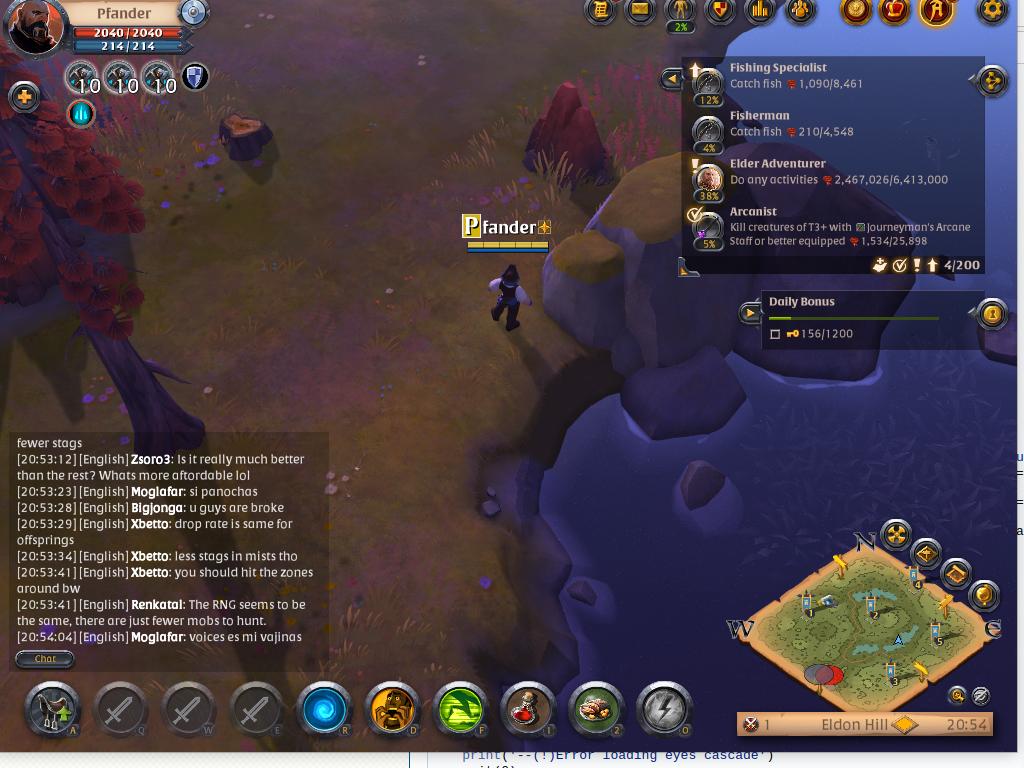 Pfander
2040/2040
214/214
10 10 10
2%
Fishing Specialist
Catch fish 1,090/8,461
12%
Fisherman
Catch fish 210/4,548
4%
Elder Adventurer
Do any activities 2,467,026/6,413,000
38%
Arcanist
Kill creatures of T3+ with Journeyman's Arcane
Staff or better equipped 1,534/25,898
5%
4/200
Daily Bonus
156/1200
Pfander
fewer stags
[20:53:12] [English] Zsoro3: Is it really much better
than the rest? Whats more aftordable lol
[20:53:23] [English] Moglafar: si panochas
[20:53:28] [English] Bigjonga: u guys are broke
[20:53:29] [English] Xbetto: drop rate is same for
offsprings
[20:53:34] [English] Xbetto: less stags in mists tho
[20:53:41] [English] Xbetto: you should hit the zones
around bw
[20:53:41] [English] Renkatal: The RNG seems to be
the same, there are just fewer mobs to hunt.
[20:54:04] [English] Moglafar: voices es mi vajinas
Chat
A Q W E R D F 1 2 O
N
W
E
1 2 3 4 5
1 Eldon Hill 20:54
print('--(!)Error loading eyes cascade')